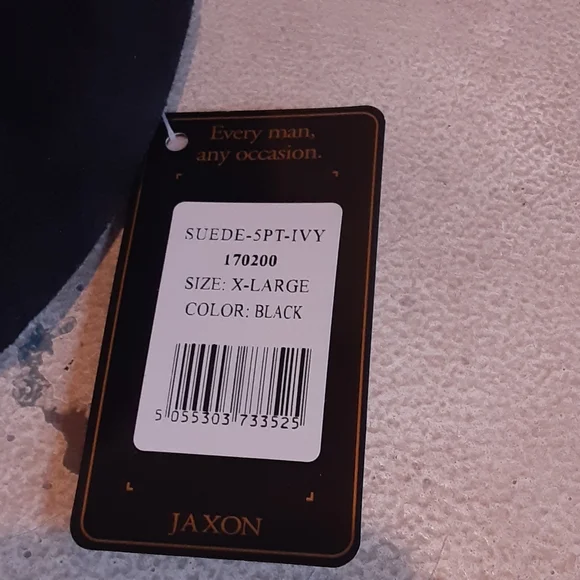 Every man,
any occasion.
SUEDE-5PT-IVY
170200
SIZE: X-LARGE
COLOR: BLACK
5 055303 733525
JAXON